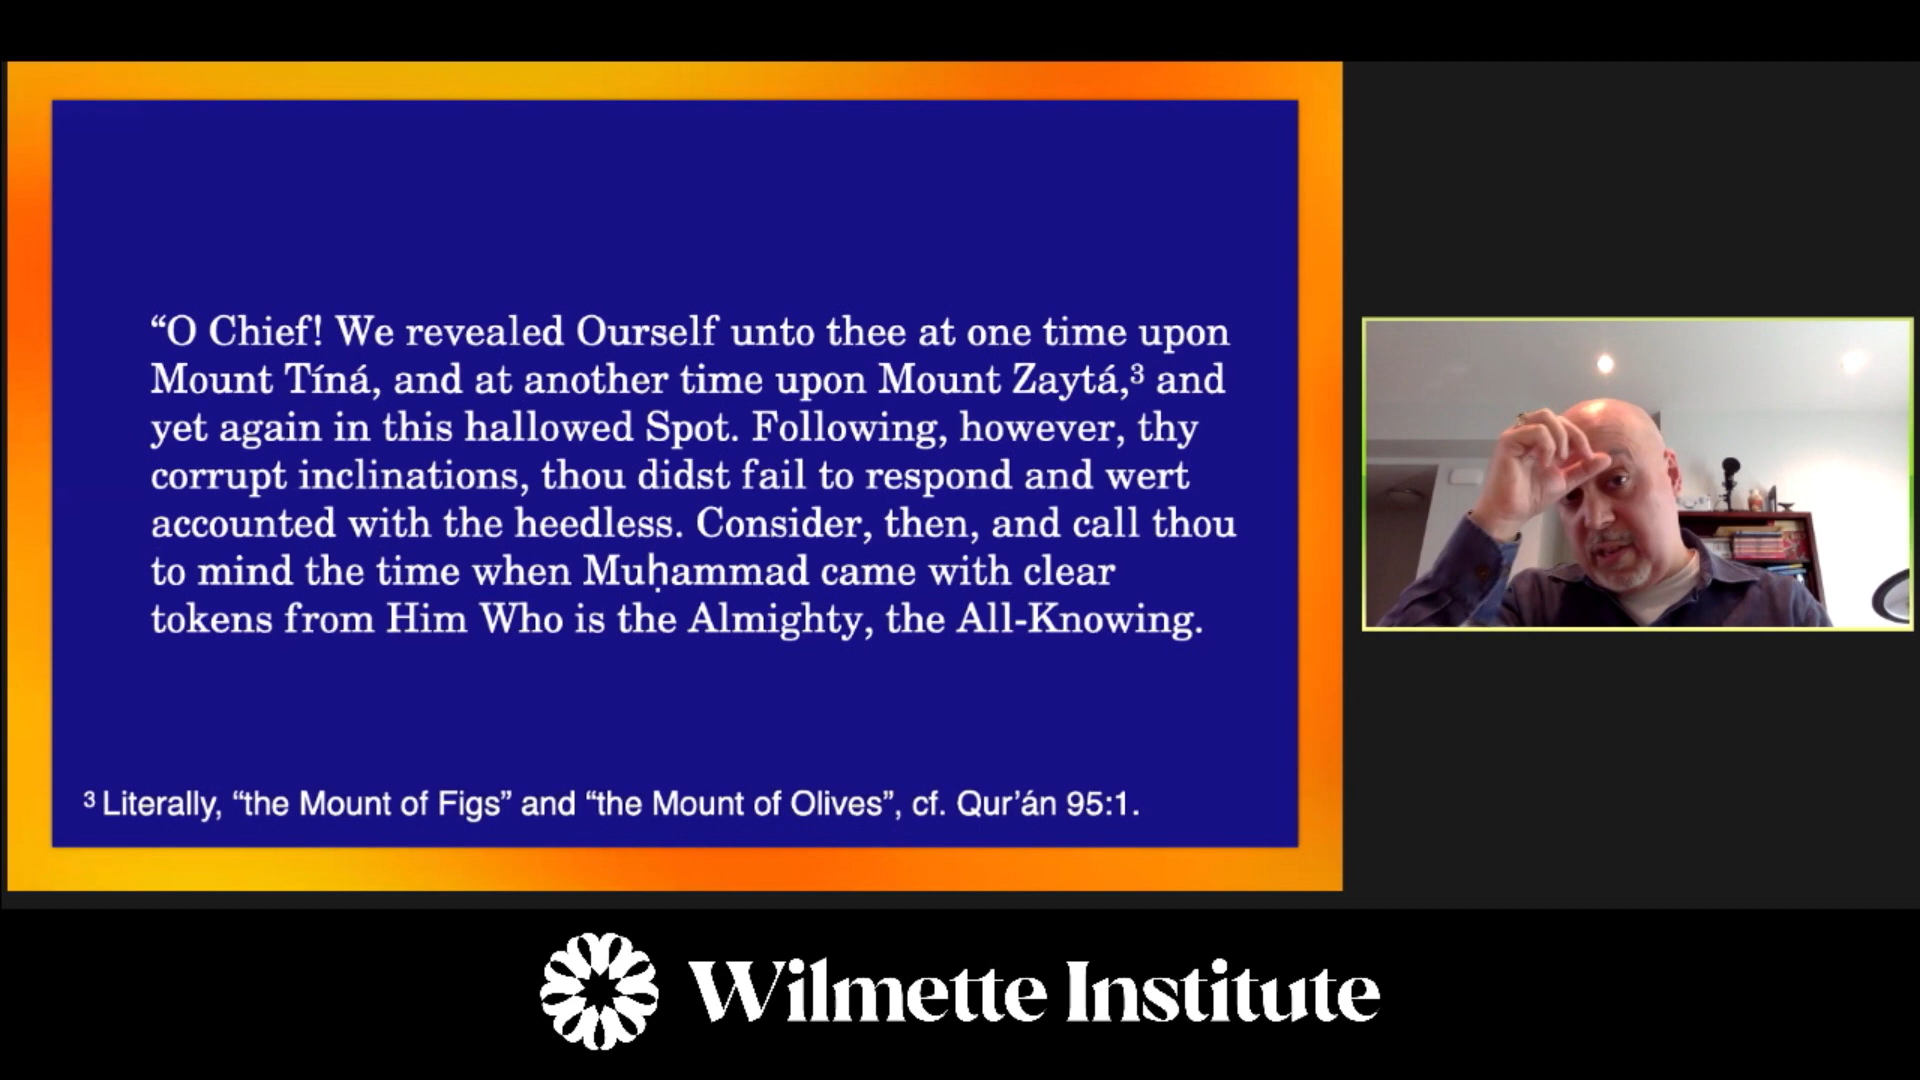 “O Chief! We revealed Ourself unto thee at one time upon
Mount Tíná, and at another time upon Mount Zaytá,³ and
yet again in this hallowed Spot. Following, however, thy
corrupt inclinations, thou didst fail to respond and wert
accounted with the heedless. Consider, then, and call thou
to mind the time when Muḥammad came with clear
tokens from Him Who is the Almighty, the All-Knowing.
³ Literally, “the Mount of Figs” and “the Mount of Olives”, cf. Qur’án 95:1.
Wilmette Institute